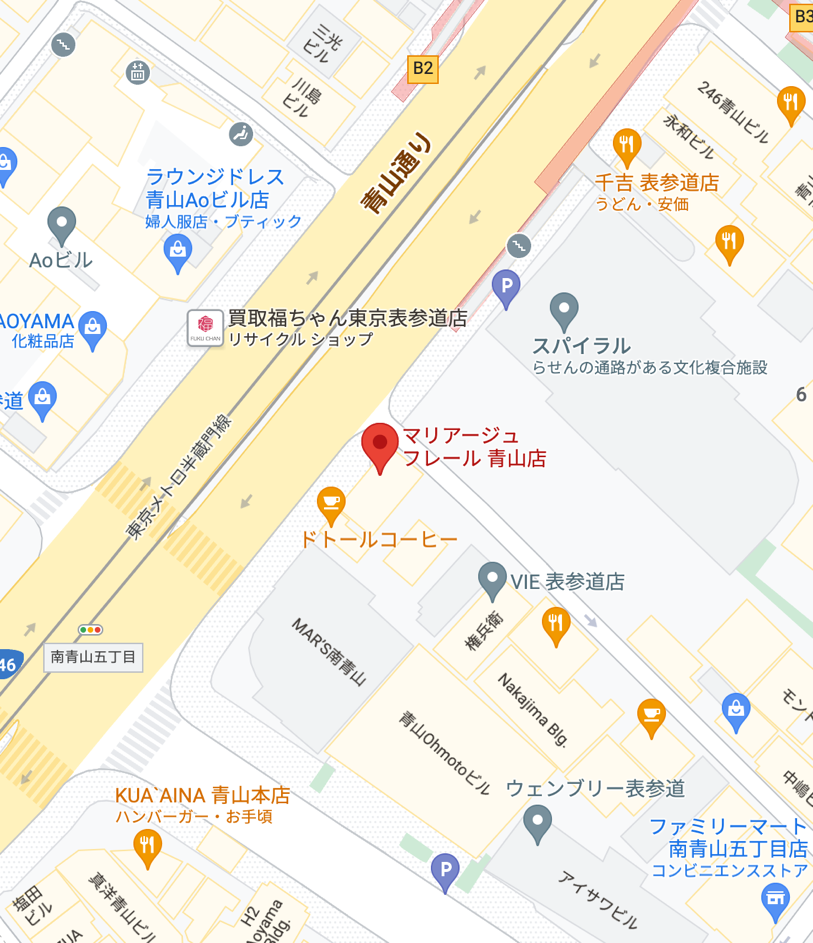 三光
ビル
B2
B3
川島
ビル
246青山ビル
永和ビル
青山通り
千吉 表参道店
うどん・安価
ラウンジドレス
青山Aoビル店
婦人服店・ブティック
Aoビル
P
AOYAMA
化粧品店
買取福ちゃん東京表参道店
リサイクル ショップ
FUKU CHAN
スパイラル
らせんの通路がある文化複合施設
6
マリアージュ
フレール 青山店
東京メトロ半蔵門線
ドトールコーヒー
VIE 表参道店
権兵衛
MAR'S南青山
南青山五丁目
46
Nakajima Blg.
青山Ohmotoビル
ウェンブリー表参道
KUA`AINA 青山本店
ハンバーガー・お手頃
ファミリーマート
南青山五丁目店
コンビニエンスストア
P
アイサワビル
塩田
ビル
真洋青山ビル
H2
Aoyama
Bldg.